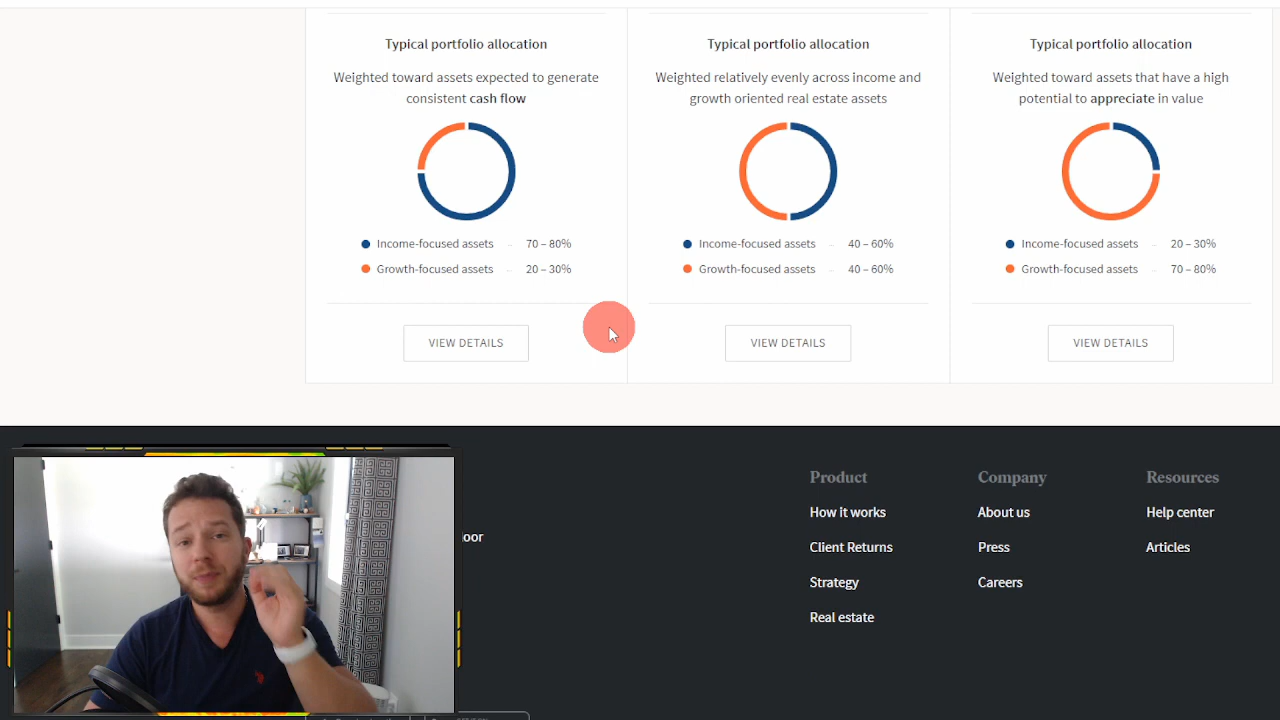 Typical portfolio allocation
Weighted toward assets expected to generate
consistent cash flow
Income-focused assets 70 – 80%
Growth-focused assets 20 – 30%
VIEW DETAILS
Typical portfolio allocation
Weighted relatively evenly across income and
growth oriented real estate assets
Income-focused assets 40 – 60%
Growth-focused assets 40 – 60%
VIEW DETAILS
Typical portfolio allocation
Weighted toward assets that have a high
potential to appreciate in value
Income-focused assets 20 – 30%
Growth-focused assets 70 – 80%
VIEW DETAILS
oor
Product
How it works
Client Returns
Strategy
Real estate
Company
About us
Press
Careers
Resources
Help center
Articles